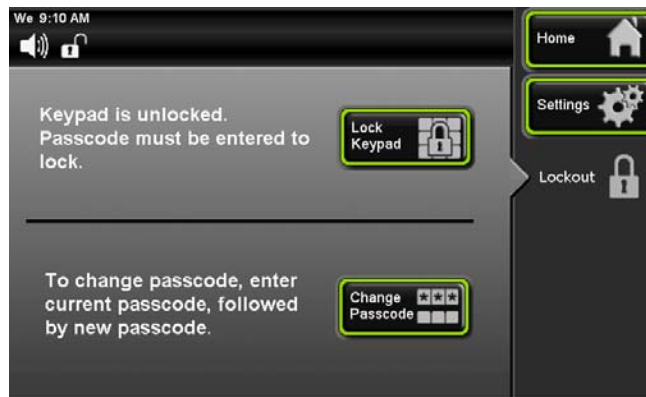 We 9:10 AM
Home
Settings
Lockout
Keypad is unlocked.
Passcode must be entered to
lock.
Lock
Keypad
To change passcode, enter
current passcode, followed
by new passcode.
Change
Passcode